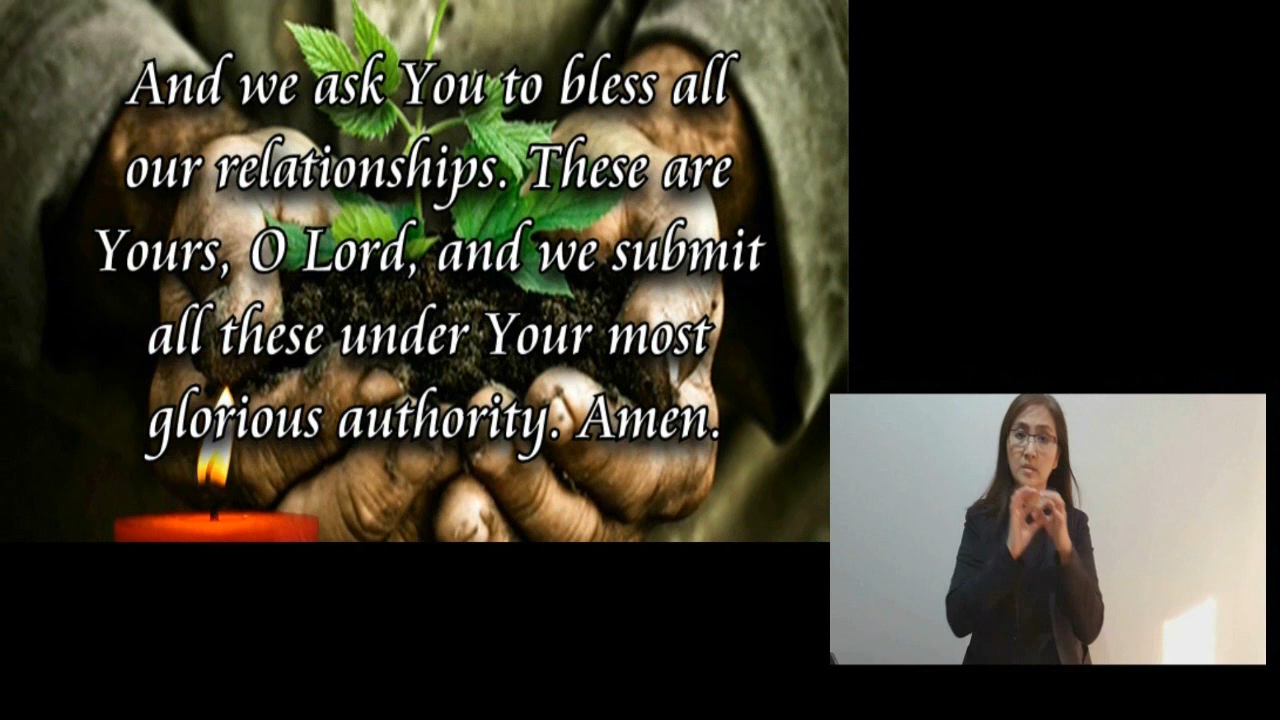 And we ask You to bless all
our relationships. These are
Yours, O Lord, and we submit
all these under Your most
glorious authority. Amen.